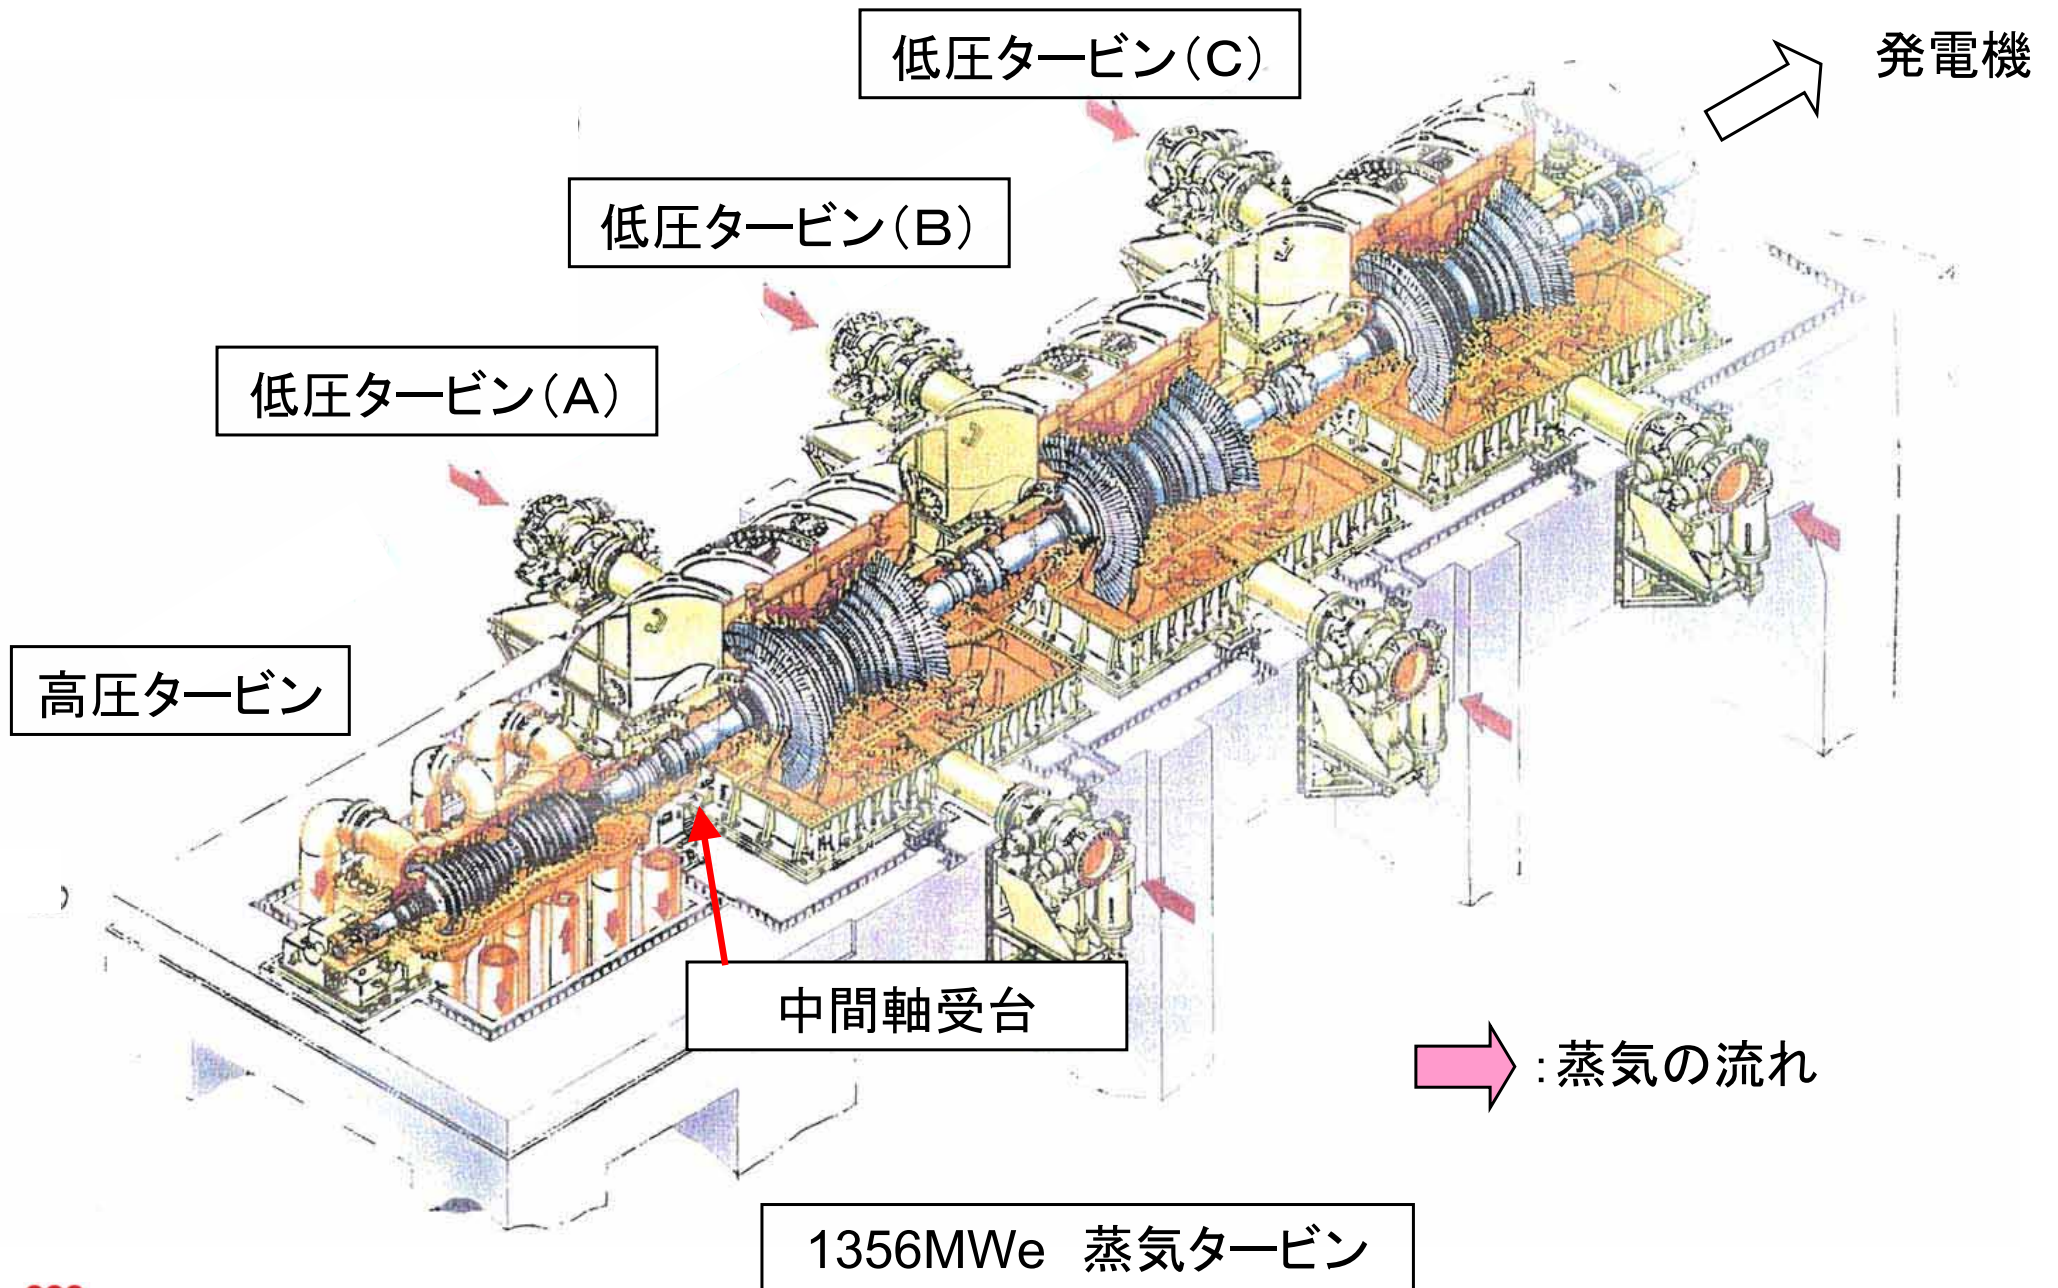 低圧タービン(C)
発電機
低圧タービン(B)
低圧タービン(A)
高圧タービン
中間軸受台
:蒸気の流れ
1356MWe 蒸気タービン